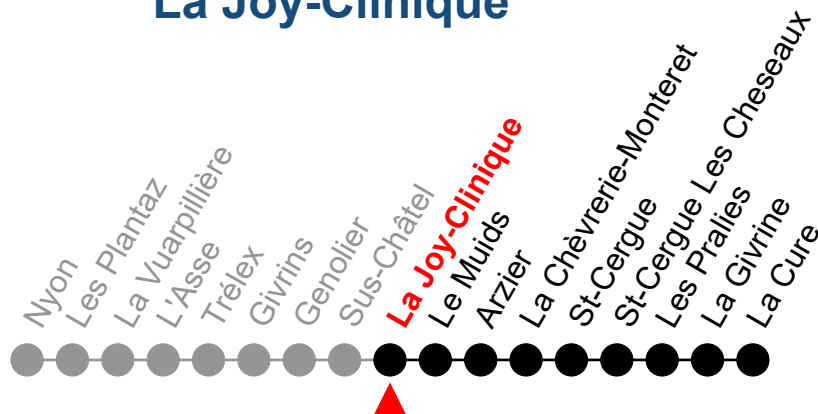 La Joy-Clinique
Nyon
Les Plantaz
La Vuarpillière
L'Asse
Trélex
Givrins
Genolier
Sus-Châtel
La Joy-Clinique
Le Muids
Arzier
La Chèvrerie-Monteret
St-Cergue
St-Cergue Les Cheseaux
Les Pralies
La Givrine
La Cure